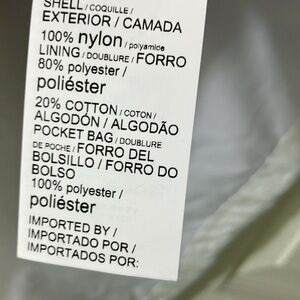 SHELL / COQUILLE /
EXTERIOR / CAMADA
100% nylon / polyamide
LINING / DOUBLURE / FORRO
80% polyester /
poliéster
20% COTTON / COTON /
ALGODÓN / ALGODÃO
POCKET BAG / DOUBLURE
DE POCHE / FORRO DEL
BOLSILLO / FORRO DO
BOLSO
100% polyester /
poliéster
IMPORTED BY /
IMPORTADO POR /
IMPORTADOS POR: